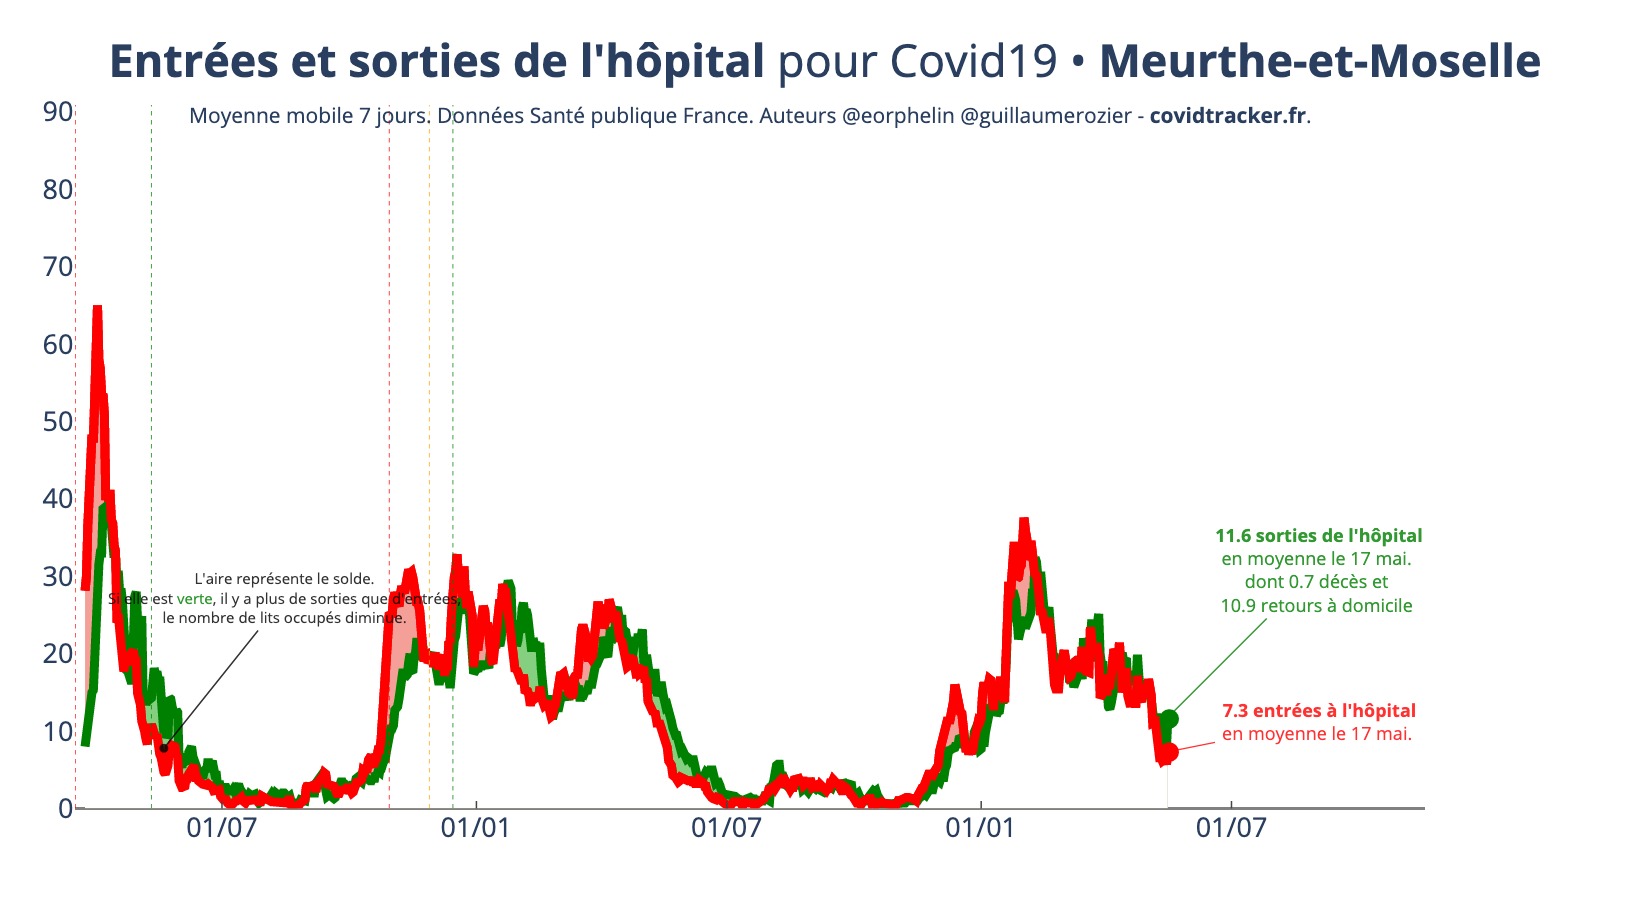 Entrées et sorties de l'hôpital pour Covid19 • Meurthe-et-Moselle
Moyenne mobile 7 jours. Données Santé publique France. Auteurs @eorphelin @guillaumerozier - covidtracker.fr.
90
80
70
60
50
40
30
20
10
0
L'aire représente le solde.
Si elle est verte, il y a plus de sorties que d'entrées,
le nombre de lits occupés diminue.
11.6 sorties de l'hôpital
en moyenne le 17 mai.
dont 0.7 décès et
10.9 retours à domicile
7.3 entrées à l'hôpital
en moyenne le 17 mai.
01/07 01/01 01/07 01/01 01/07